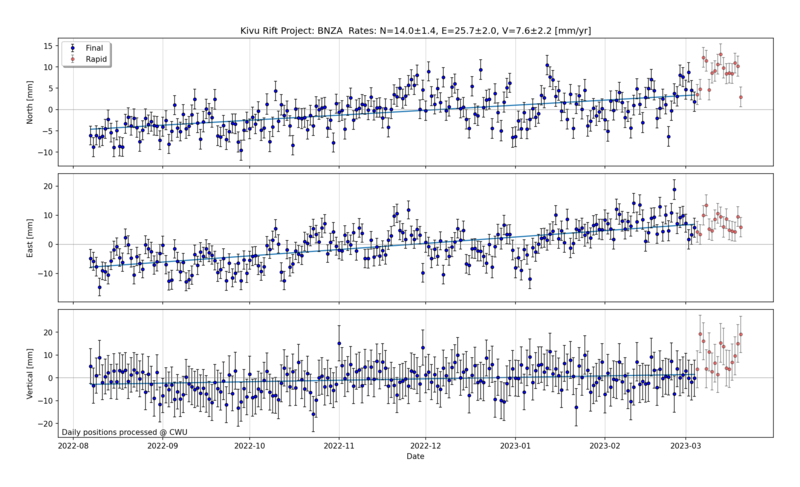 Kivu Rift Project: BNZA Rates: N=14.0±1.4, E=25.7±2.0, V=7.6±2.2 [mm/yr]
Final
Rapid
North [mm]
15
10
5
0
−5
−10
East [mm]
20
10
0
−10
Vertical [mm]
20
10
0
−10
−20
Daily positions processed @ CWU
2022-08 2022-09 2022-10 2022-11 2022-12 2023-01 2023-02 2023-03
Date